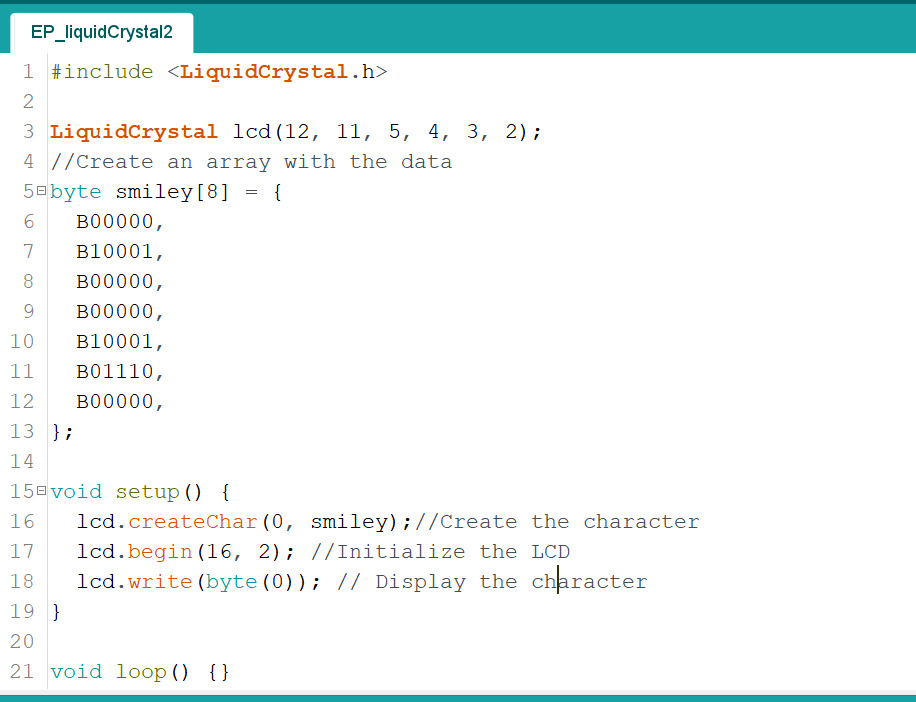 EP_liquidCrystal2
1 #include <LiquidCrystal.h>
2
3 LiquidCrystal lcd(12, 11, 5, 4, 3, 2);
4 //Create an array with the data
5 byte smiley[8] = {
6   B00000,
7   B10001,
8   B00000,
9   B00000,
10   B10001,
11   B01110,
12   B00000,
13 };
14
15 void setup() {
16   lcd.createChar(0, smiley);//Create the character
17   lcd.begin(16, 2); //Initialize the LCD
18   lcd.write(byte(0)); // Display the character
19 }
20
21 void loop() {}